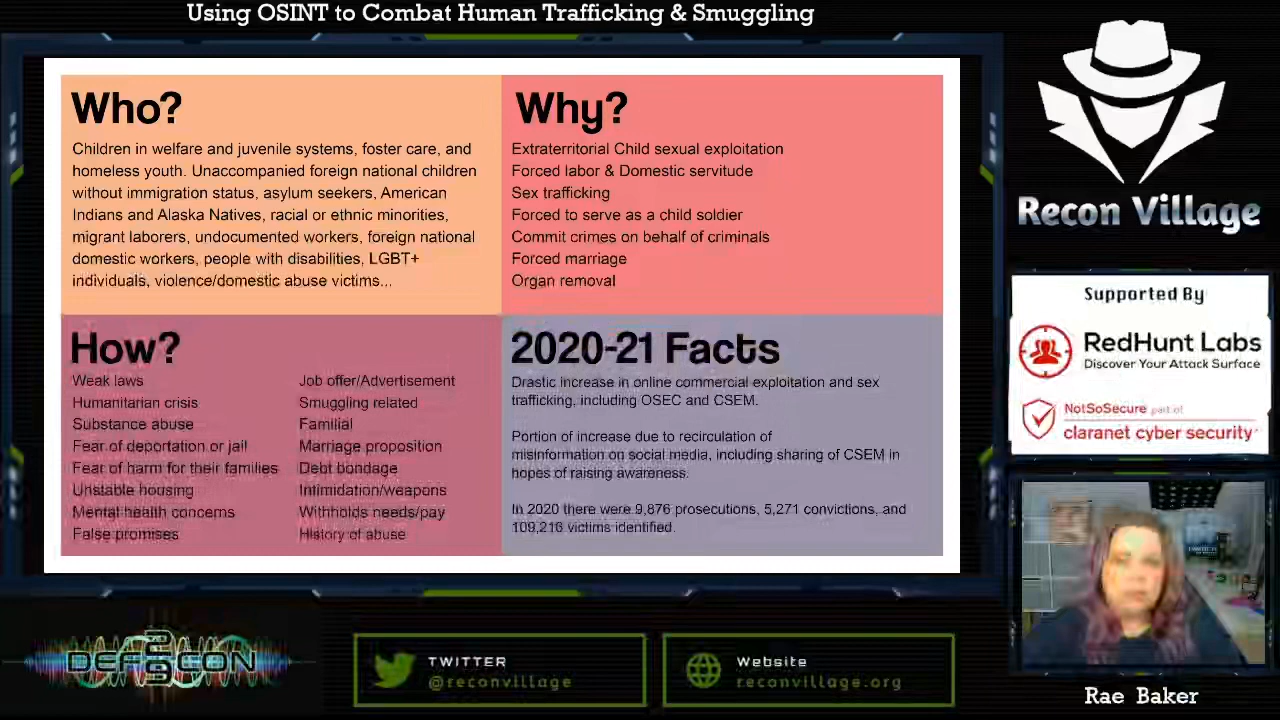 Using OSINT to Combat Human Trafficking & Smuggling
Who?
Children in welfare and juvenile systems, foster care, and
homeless youth. Unaccompanied foreign national children
without immigration status, asylum seekers, American
Indians and Alaska Natives, racial or ethnic minorities,
migrant laborers, undocumented workers, foreign national
domestic workers, people with disabilities, LGBT+
individuals, violence/domestic abuse victims...
Why?
Extraterritorial Child sexual exploitation
Forced labor & Domestic servitude
Sex trafficking
Forced to serve as a child soldier
Commit crimes on behalf of criminals
Forced marriage
Organ removal
How?
Weak laws
Humanitarian crisis
Substance abuse
Fear of deportation or jail
Fear of harm for their families
Unstable housing
Mental health concerns
False promises
Job offer/Advertisement
Smuggling related
Familial
Marriage proposition
Debt bondage
Intimidation/weapons
Withholds needs/pay
History of abuse
2020-21 Facts
Drastic increase in online commercial exploitation and sex
trafficking, including OSEC and CSEM.
Portion of increase due to recirculation of
misinformation on social media, including sharing of CSEM in
hopes of raising awareness.
In 2020 there were 9,876 prosecutions, 5,271 convictions, and
109,216 victims identified.
Recon Village
Supported By
RedHunt Labs
Discover Your Attack Surface
NotSoSecure part of
claranet cyber security
Rae Baker
DEF CON
29
TWITTER
@reconvillage
Website
reconvillage.org